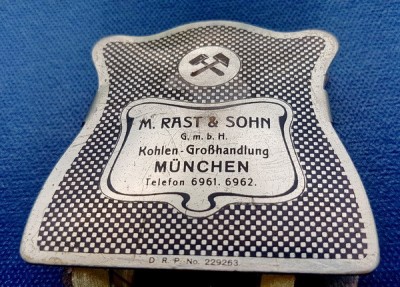 M. RAST & SOHN
G. m. b. H.
Kohlen-Großhandlung
MÜNCHEN
Telefon 6961. 6962.
D. R. P. No. 229263